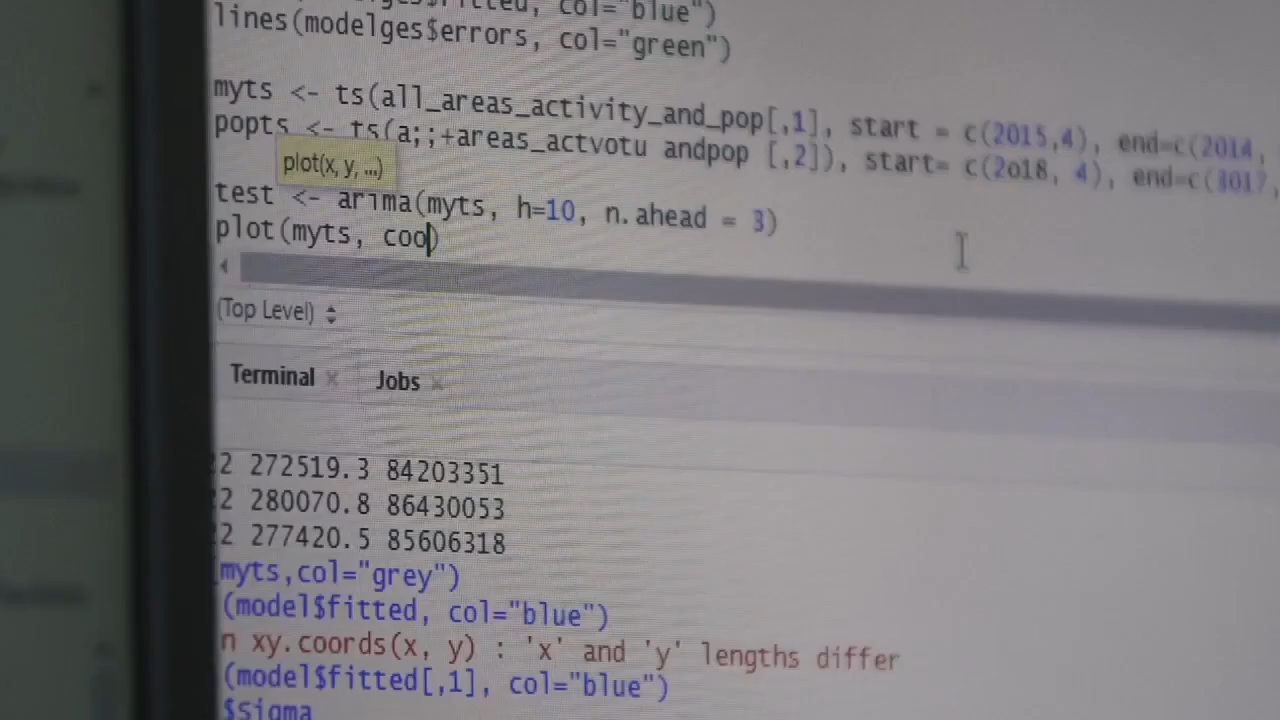 fitted, col="blue")
lines(modelges$errors, col="green")
myts <- ts(all_areas_activity_and_pop[,1], start = c(2015,4), end=c(2014,
popts <- ts(a;;+areas_actvotu andpop [,2]), start= c(2o18, 4), end=c(3017,
plot(x, y, ...)
test <- arima(myts, h=10, n.ahead = 3)
plot(myts, coo)
(Top Level)
Terminal Jobs
2 272519.3 84203351
2 280070.8 86430053
2 277420.5 85606318
myts,col="grey")
(model$fitted, col="blue")
n xy.coords(x, y) : 'x' and 'y' lengths differ
(model$fitted[,1], col="blue")
$sigma